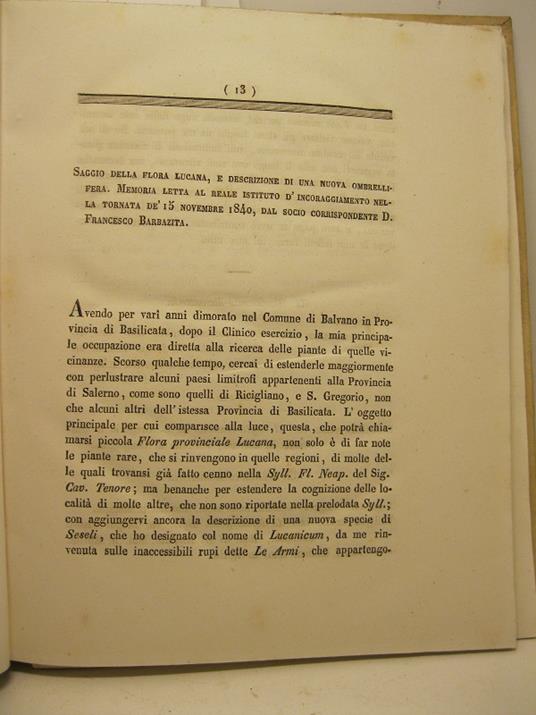 ( 13 )
Saggio della Flora Lucana, e descrizione di una nuova ombrelli-
fera. Memoria letta al Reale Istituto d' incoraggiamento nel-
la tornata de' 15 novembre 1840, dal socio corrispondente D.
Francesco Barbazita.
Avendo per vari anni dimorato nel Comune di Balvano in Pro-
vincia di Basilicata, dopo il Clinico esercizio, la mia principa-
le occupazione era diretta alla ricerca delle piante di quelle vi-
cinanze. Scorso qualche tempo, cercai di estenderle maggiormente
con perlustrare alcuni paesi limitrofi appartenenti alla Provincia
di Salerno, come sono quelli di Ricigliano, e S. Gregorio, non
che alcuni altri dell' istessa Provincia di Basilicata. L' oggetto
principale per cui comparisce alla luce, questa, che potrà chia-
marsi piccola Flora provinciale Lucana, non solo è di far note
le piante rare, che si rinvengono in quelle regioni, di molte del-
le quali trovansi già fatto cenno nella Syll. Fl. Neap. del Sig.
Cav. Tenore; ma benanche per estendere la cognizione delle lo-
calità di molte altre, che non sono riportate nella prelodata Syll.;
con aggiungervi ancora la descrizione di una nuova specie di
Seseli, che ho designato col nome di Lucanicum, da me rin-
venuta sulle inaccessibili rupi dette Le Armi, che appartengo-